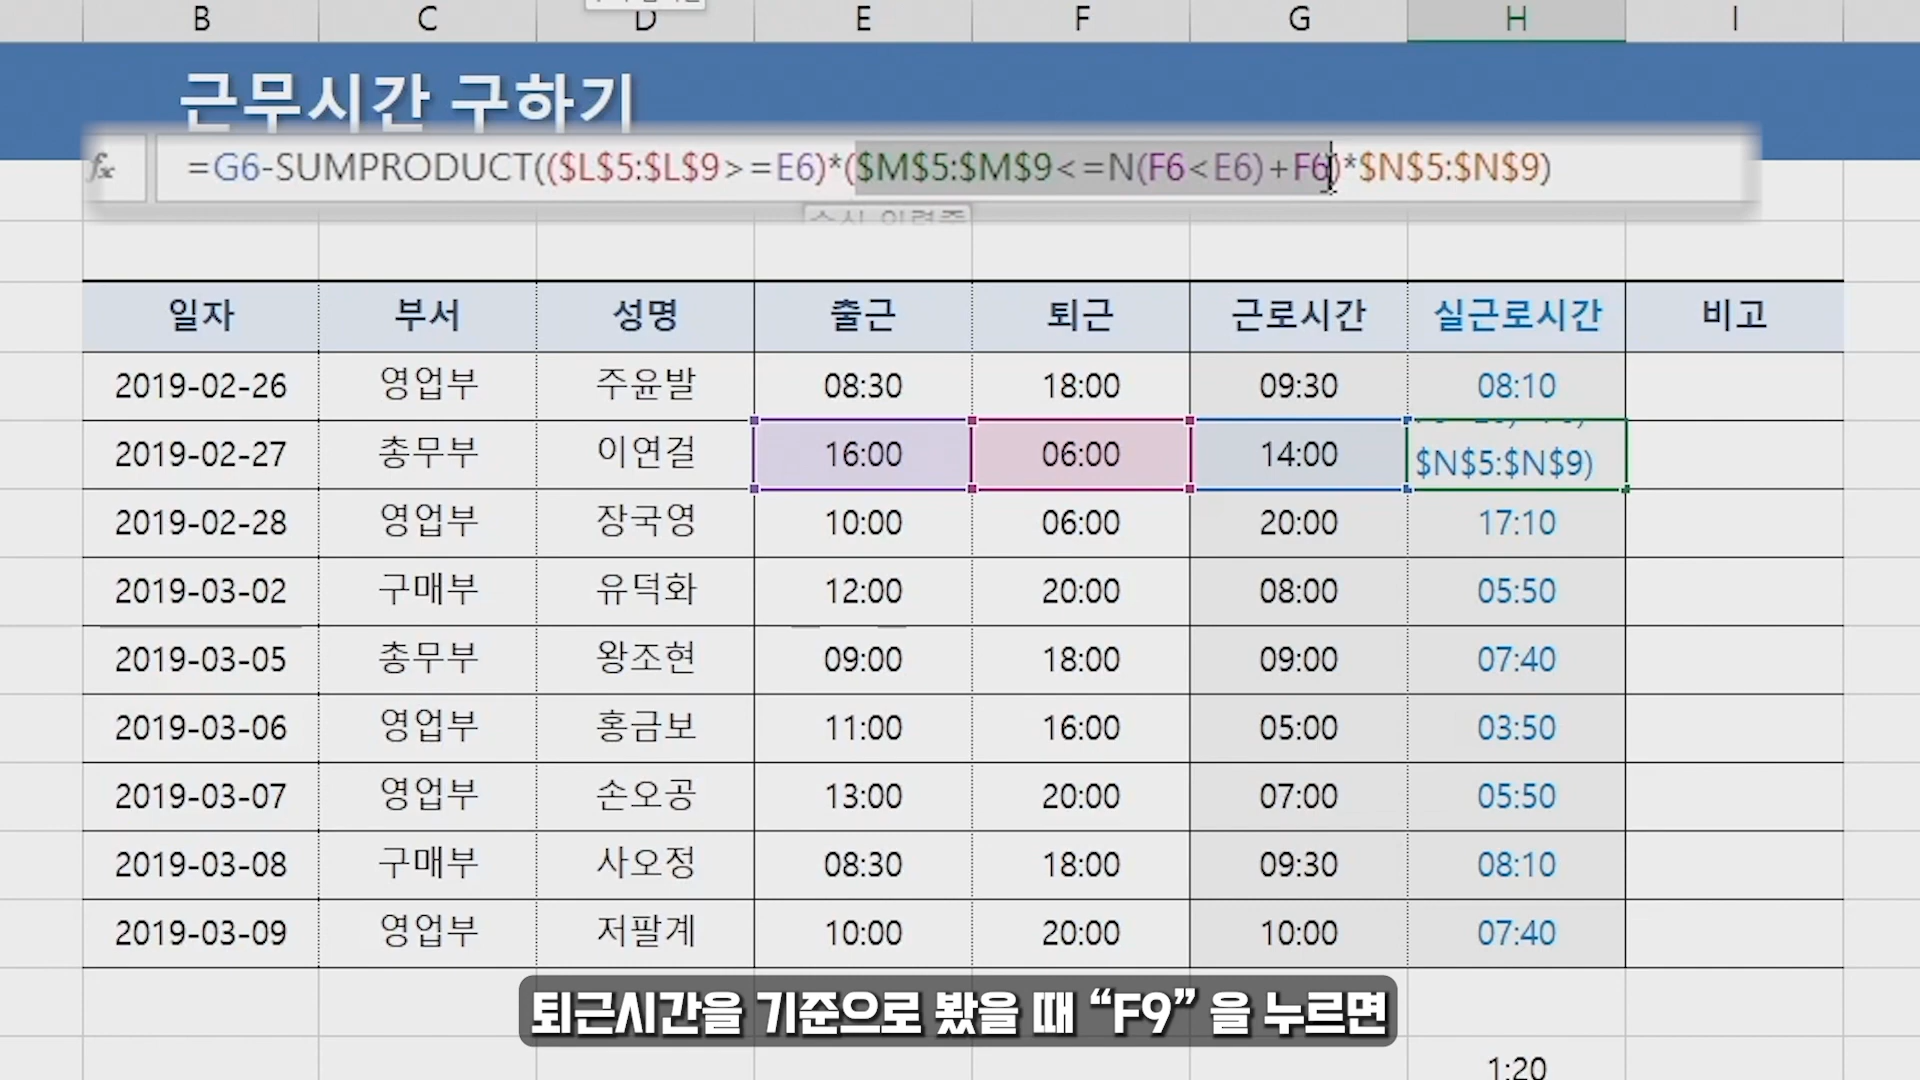 B C D E F G H I
근무시간 구하기
fx =G6-SUMPRODUCT(($L$5:$L$9>=E6)*($M$5:$M$9<=N(F6<E6)+F6)*$N$5:$N$9)
일자 부서 성명 출근 퇴근 근로시간 실근로시간 비고
2019-02-26 영업부 주윤발 08:30 18:00 09:30 08:10
2019-02-27 총무부 이연걸 16:00 06:00 14:00 $N$5:$N$9)
2019-02-28 영업부 장국영 10:00 06:00 20:00 17:10
2019-03-02 구매부 유덕화 12:00 20:00 08:00 05:50
2019-03-05 총무부 왕조현 09:00 18:00 09:00 07:40
2019-03-06 영업부 홍금보 11:00 16:00 05:00 03:50
2019-03-07 영업부 손오공 13:00 20:00 07:00 05:50
2019-03-08 구매부 사오정 08:30 18:00 09:30 08:10
2019-03-09 영업부 저팔계 10:00 20:00 10:00 07:40
퇴근시간을 기준으로 봤을 때 “F9” 을 누르면
1:20